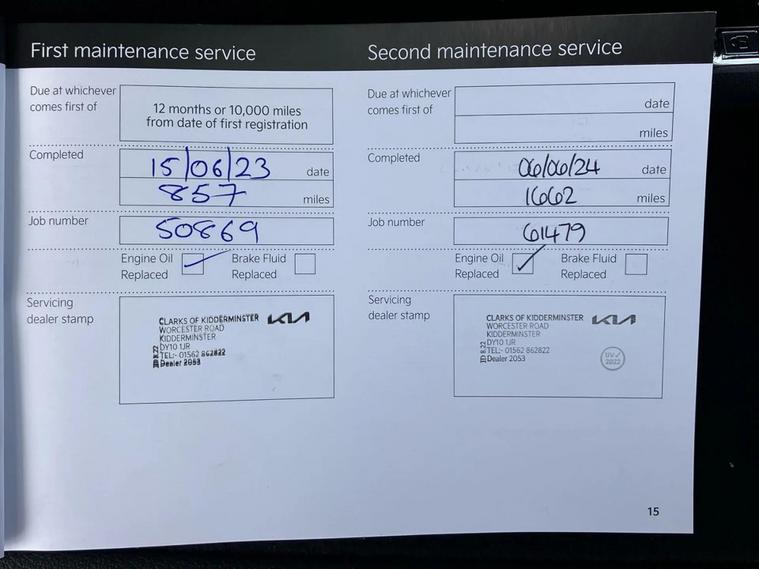 First maintenance service
Due at whichever
comes first of
12 months or 10,000 miles
from date of first registration
Completed
15/06/23 date
857 miles
Job number
50869
Engine Oil
Replaced
Brake Fluid
Replaced
Servicing
dealer stamp
CLARKS OF KIDDERMINSTER KIA
WORCESTER ROAD
KIDDERMINSTER
DY10 1JR
TEL:- 01562 862822
Dealer 2053
Second maintenance service
Due at whichever
comes first of
date
miles
Completed
06/06/24 date
1662 miles
Job number
61479
Engine Oil
Replaced
Brake Fluid
Replaced
Servicing
dealer stamp
CLARKS OF KIDDERMINSTER KIA
WORCESTER ROAD
KIDDERMINSTER
DY10 1JR
TEL:- 01562 862822
Dealer 2053
15